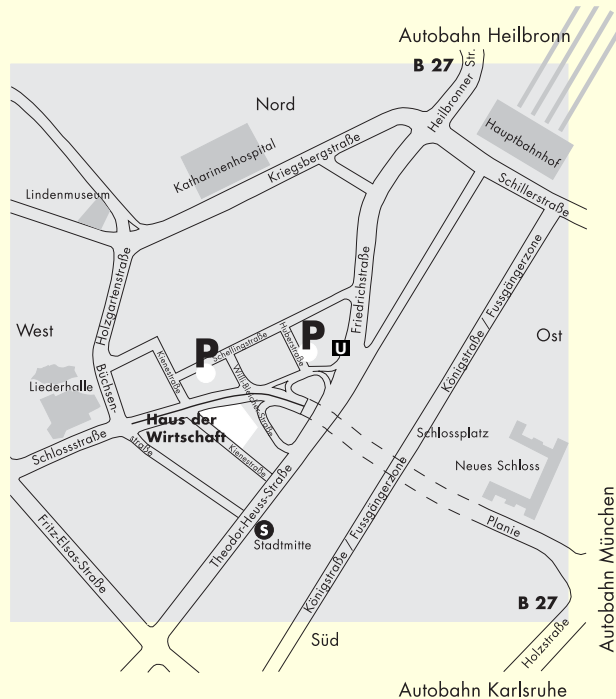 Autobahn Heilbronn
B 27
Heilbronner Str.
Nord
Hauptbahnhof
Katharinenhospital
Kriegsbergstraße
Schillerstraße
Lindenmuseum
Holzgartenstraße
Friedrichstraße
Königstraße / Fussgängerzone
West
Ost
P
P
U
Schellingstraße
Huberstraße
Kienestraße
Willi-Bleicher-Straße
Büchsen-
straße
Liederhalle
Haus der
Wirtschaft
Schlossstraße
Kienestraße
Schlossplatz
Neues Schloss
Theodor-Heuss-Straße
Planie
S
Stadtmitte
Fritz-Elsas-Straße
Königstraße / Fussgängerzone
B 27
Holzstraße
Autobahn München
Süd
Autobahn Karlsruhe